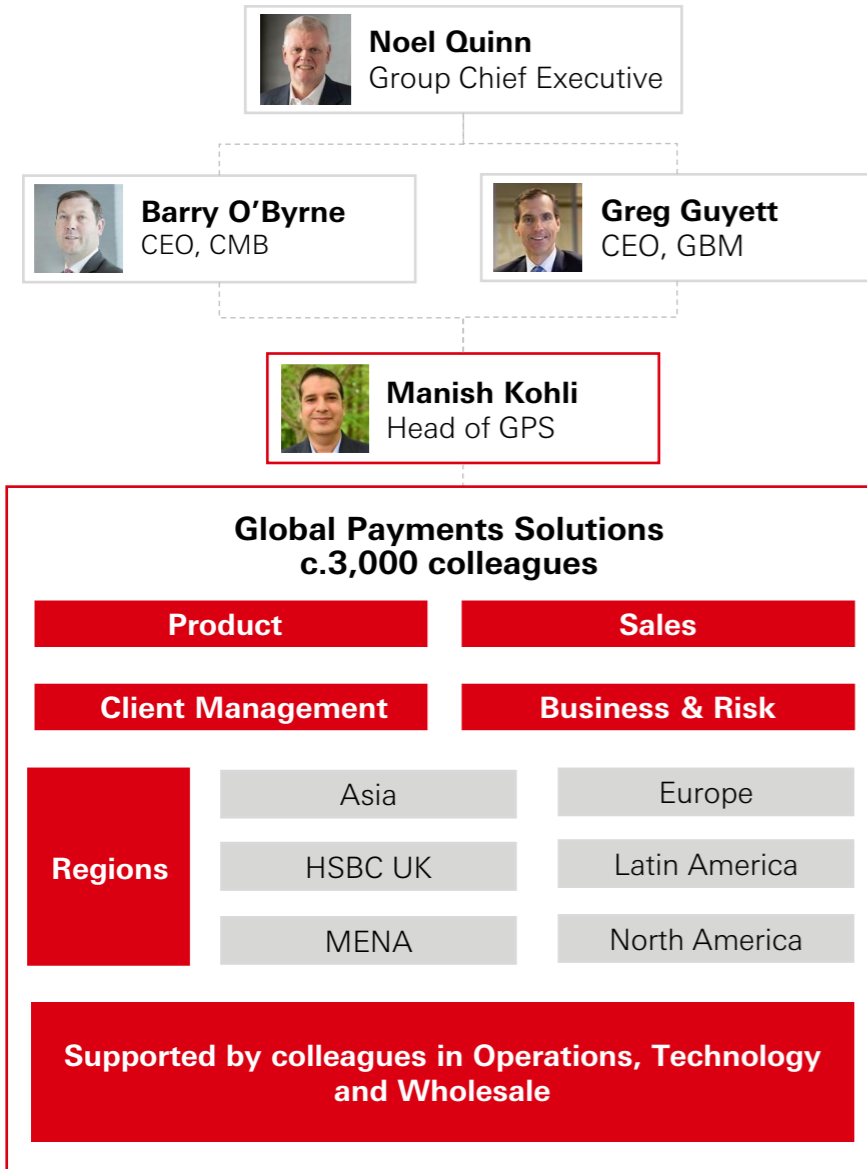 Noel Quinn
Group Chief Executive
Barry O’Byrne
CEO, CMB
Greg Guyett
CEO, GBM
Manish Kohli
Head of GPS
Global Payments Solutions
c.3,000 colleagues
Product
Sales
Client Management
Business & Risk
Regions
Asia
Europe
HSBC UK
Latin America
MENA
North America
Supported by colleagues in Operations, Technology
and Wholesale